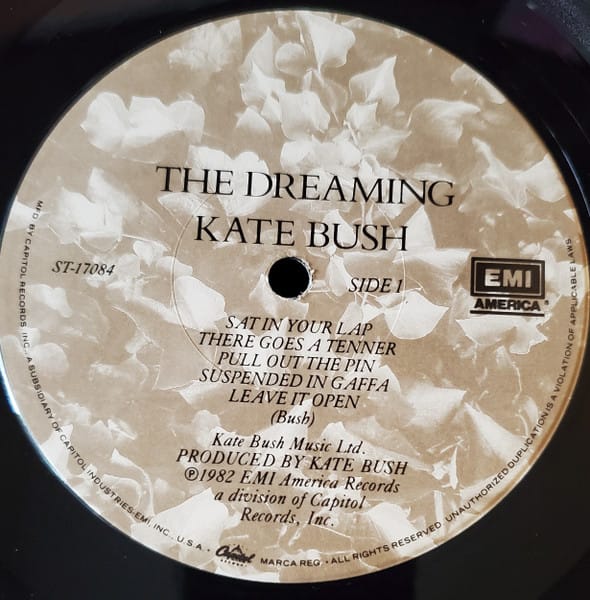 THE DREAMING
KATE BUSH
ST-17084
SIDE 1
EMI
AMERICA®
SAT IN YOUR LAP
THERE GOES A TENNER
PULL OUT THE PIN
SUSPENDED IN GAFFA
LEAVE IT OPEN
(Bush)
Kate Bush Music Ltd.
PRODUCED BY KATE BUSH
℗1982 EMI America Records
a division of Capitol
Records, Inc.
MFD BY CAPITOL RECORDS, INC., A SUBSIDIARY OF CAPITOL INDUSTRIES-EMI, INC., U.S.A. • Capitol MARCA REG. • ALL RIGHTS RESERVED. UNAUTHORIZED DUPLICATION IS A VIOLATION OF APPLICABLE LAWS.